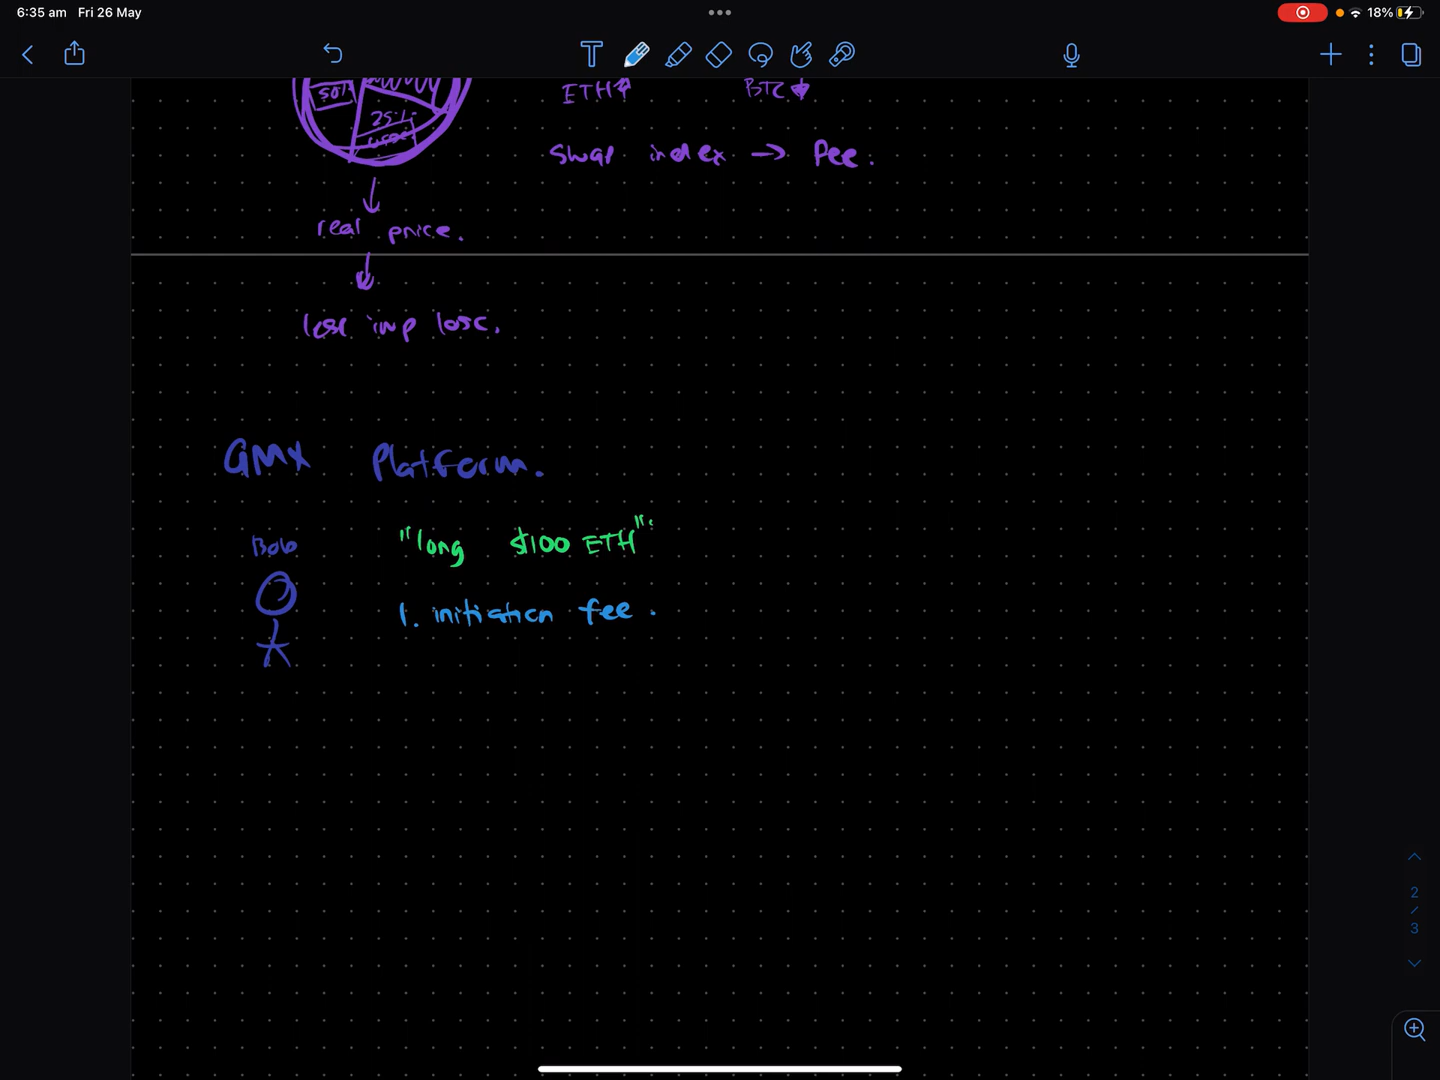 6:35 am Fri 26 May
18%
50%
ETH↑ BTC↓
25%
swap index → fee.
real price.
less imp loss.
GMX Platform.
Bob
"long $100 ETH".
1. initiation fee.
2
/
3